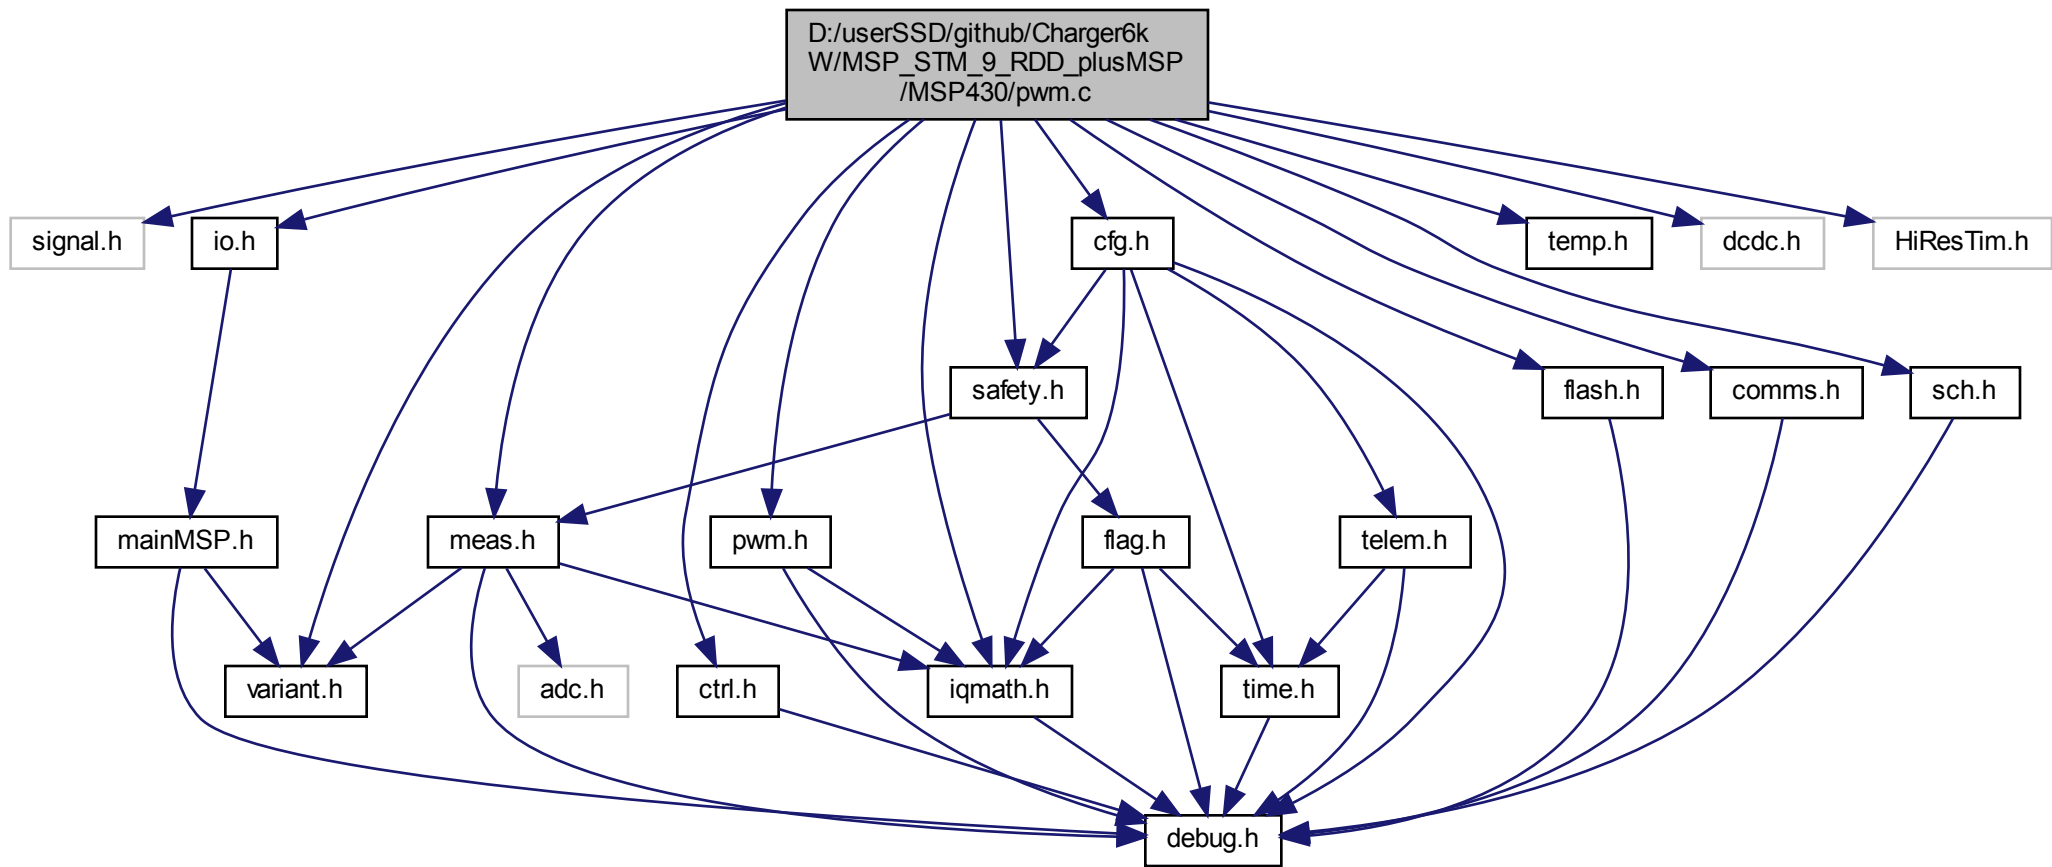 D:/userSSD/github/Charger6k
W/MSP_STM_9_RDD_plusMSP
/MSP430/pwm.c
signal.h
io.h
cfg.h
temp.h
dcdc.h
HiResTim.h
safety.h
flash.h
comms.h
sch.h
mainMSP.h
meas.h
pwm.h
flag.h
telem.h
variant.h
adc.h
ctrl.h
iqmath.h
time.h
debug.h